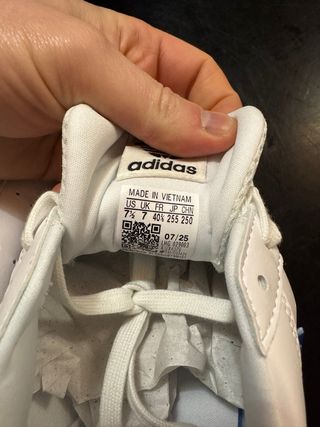 adidas
MADE IN VIETNAM
US UK FR JP CHN
7½ 7 40⅔ 255 250
07/25